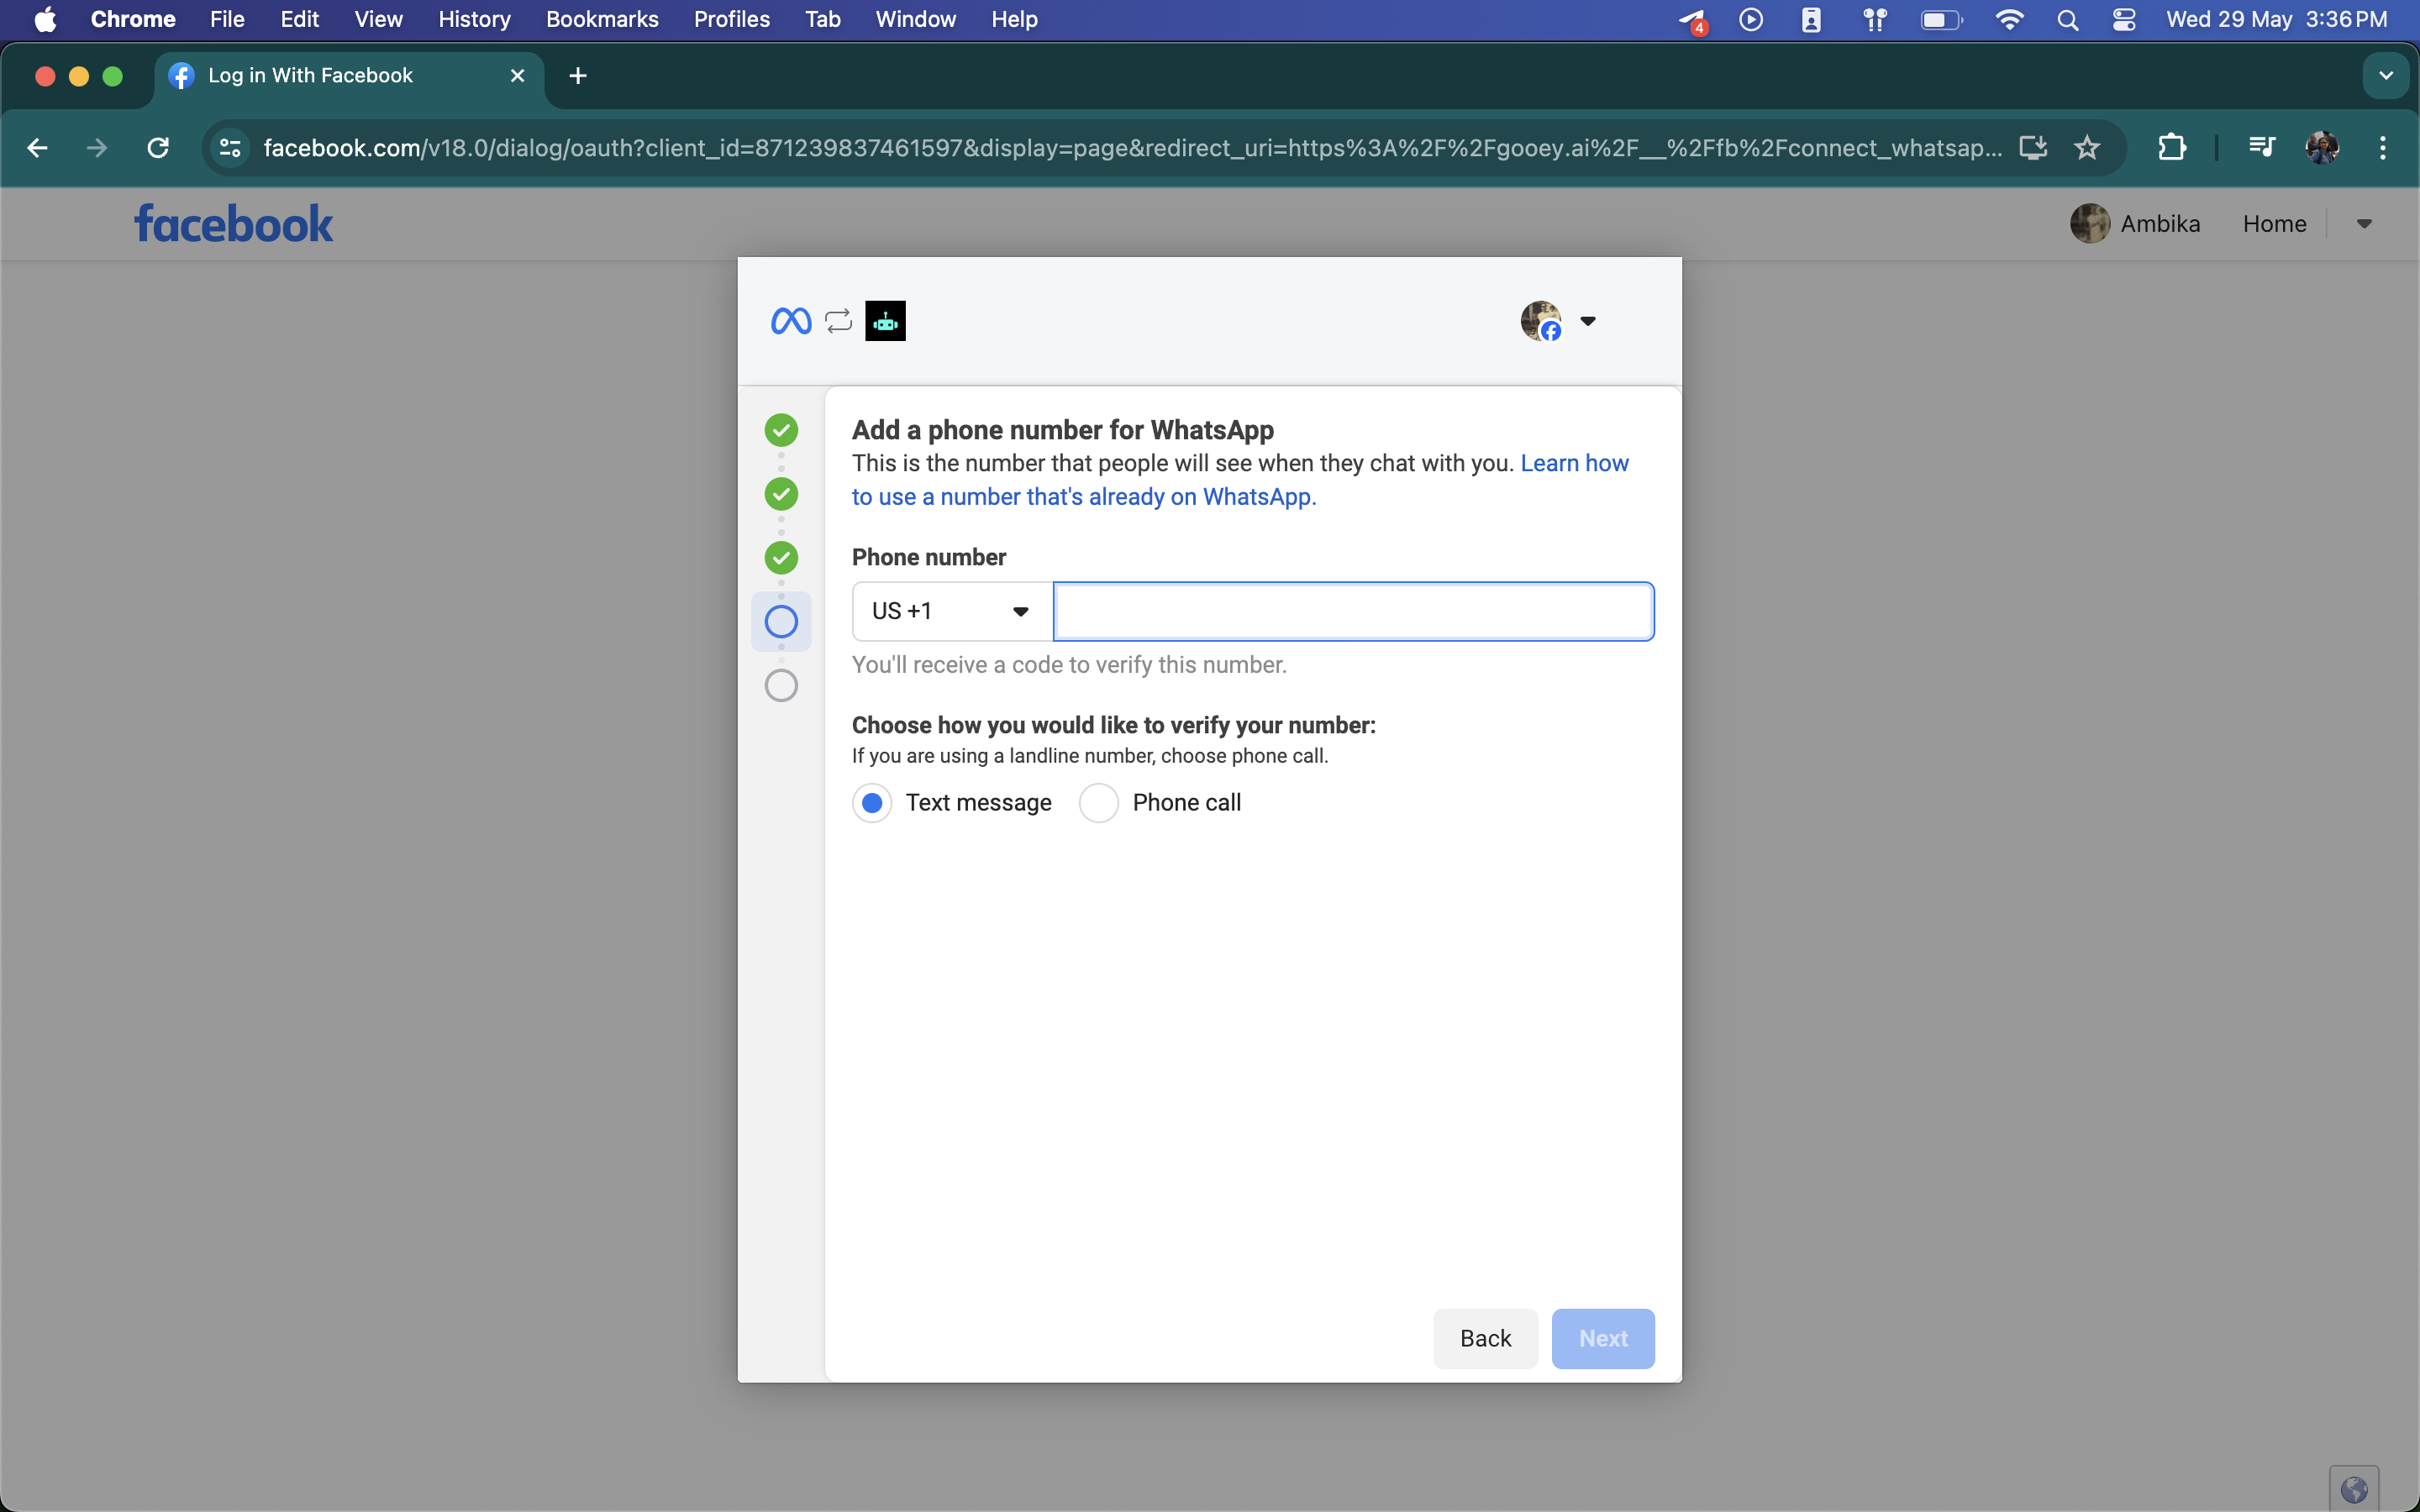 Chrome File Edit View History Bookmarks Profiles Tab Window Help 4 Wed 29 May 3:36 PM
Log in With Facebook
facebook.com/v18.0/dialog/oauth?client_id=871239837461597&display=page&redirect_uri=https%3A%2F%2Fgooey.ai%2F__%2Ffb%2Fconnect_whatsap...
facebook Ambika Home
Add a phone number for WhatsApp
This is the number that people will see when they chat with you. Learn how
to use a number that's already on WhatsApp.
Phone number
US +1
You'll receive a code to verify this number.
Choose how you would like to verify your number:
If you are using a landline number, choose phone call.
Text message Phone call
Back Next